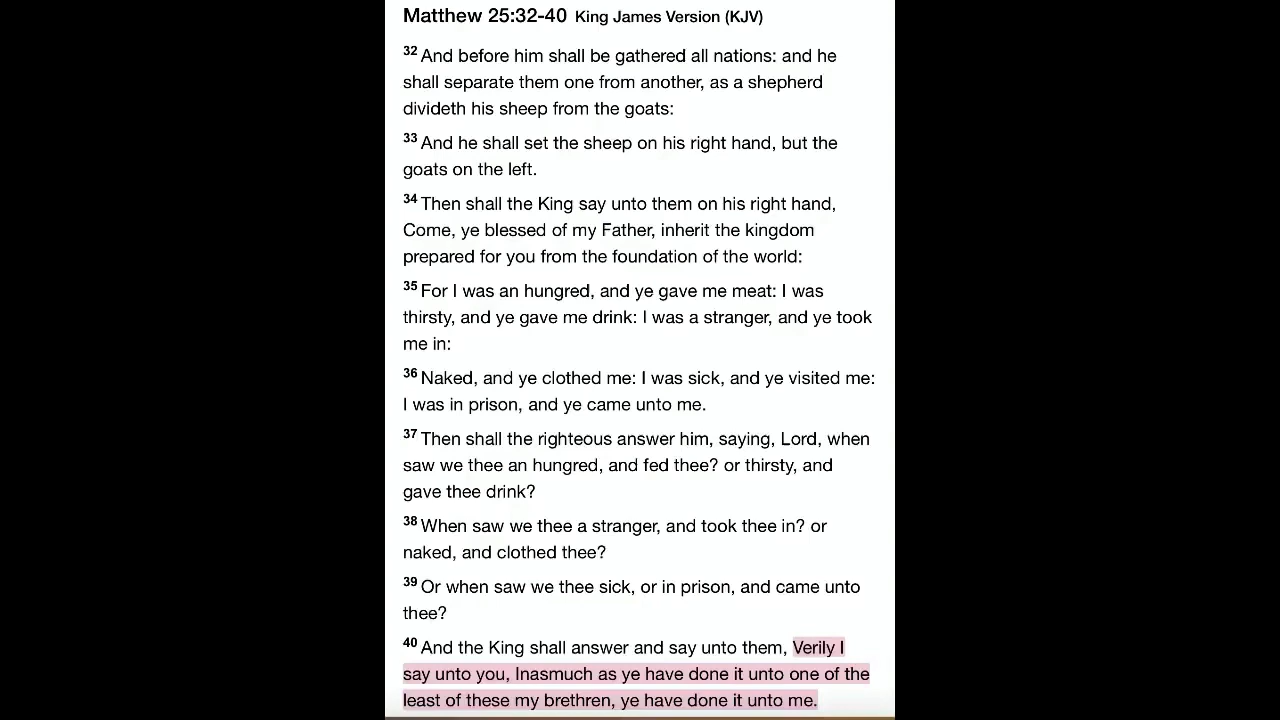 Matthew 25:32-40 King James Version (KJV)
32 And before him shall be gathered all nations: and he
shall separate them one from another, as a shepherd
divideth his sheep from the goats:
33 And he shall set the sheep on his right hand, but the
goats on the left.
34 Then shall the King say unto them on his right hand,
Come, ye blessed of my Father, inherit the kingdom
prepared for you from the foundation of the world:
35 For I was an hungred, and ye gave me meat: I was
thirsty, and ye gave me drink: I was a stranger, and ye took
me in:
36 Naked, and ye clothed me: I was sick, and ye visited me:
I was in prison, and ye came unto me.
37 Then shall the righteous answer him, saying, Lord, when
saw we thee an hungred, and fed thee? or thirsty, and
gave thee drink?
38 When saw we thee a stranger, and took thee in? or
naked, and clothed thee?
39 Or when saw we thee sick, or in prison, and came unto
thee?
40 And the King shall answer and say unto them, Verily I
say unto you, Inasmuch as ye have done it unto one of the
least of these my brethren, ye have done it unto me.